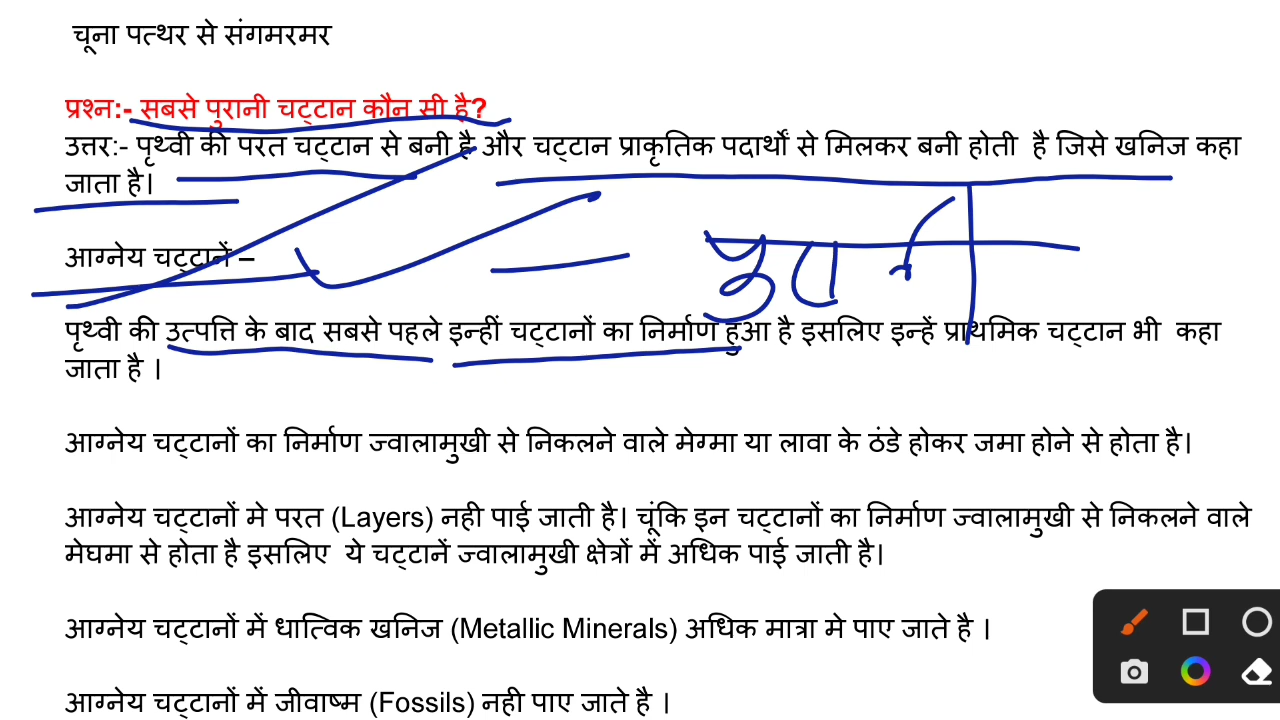 चूना पत्थर से संगमरमर
प्रश्न:- सबसे पुरानी चट्टान कौन सी है?
उत्तर:- पृथ्वी की परत चट्टान से बनी है और चट्टान प्राकृतिक पदार्थों से मिलकर बनी होती है जिसे खनिज कहा
जाता है।
आग्नेय चट्टानें –
पृथ्वी की उत्पत्ति के बाद सबसे पहले इन्हीं चट्टानों का निर्माण हुआ है इसलिए इन्हें प्राथमिक चट्टान भी कहा
जाता है ।
आग्नेय चट्टानों का निर्माण ज्वालामुखी से निकलने वाले मेग्मा या लावा के ठंडे होकर जमा होने से होता है।
आग्नेय चट्टानों मे परत (Layers) नही पाई जाती है। चूंकि इन चट्टानों का निर्माण ज्वालामुखी से निकलने वाले
मेघमा से होता है इसलिए ये चट्टानें ज्वालामुखी क्षेत्रों में अधिक पाई जाती है।
आग्नेय चट्टानों में धात्विक खनिज (Metallic Minerals) अधिक मात्रा मे पाए जाते है ।
आग्नेय चट्टानों में जीवाष्म (Fossils) नही पाए जाते है ।